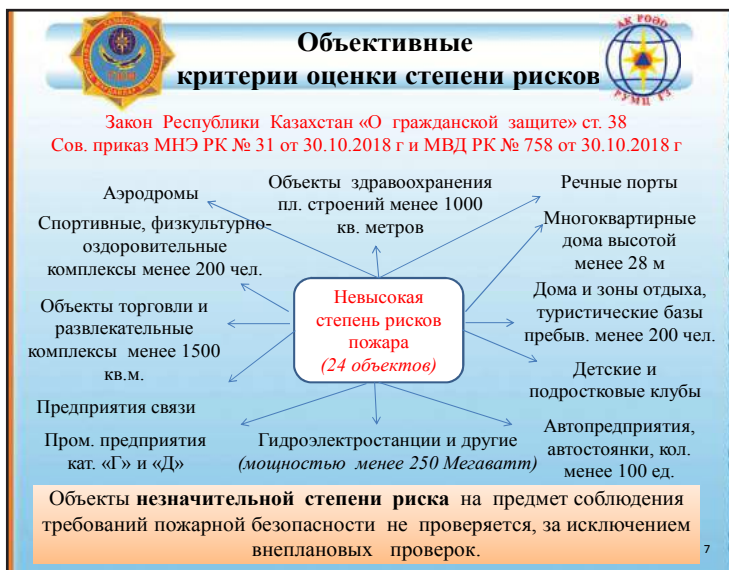 Объективные
критерии оценки степени рисков
АК РӨӘО
РУМЦ ГЗ
Закон Республики Казахстан «О гражданской защите» ст. 38
Сов. приказ МНЭ РК № 31 от 30.10.2018 г и МВД РК № 758 от 30.10.2018 г
Аэродромы
Объекты здравоохранения
пл. строений менее 1000
кв. метров
Речные порты
Спортивные, физкультурно-
оздоровительные
комплексы менее 200 чел.
Многоквартирные
дома высотой
менее 28 м
Объекты торговли и
развлекательные
комплексы менее 1500
кв.м.
Невысокая
степень рисков
пожара
(24 объектов)
Дома и зоны отдыха,
туристические базы
пребыв. менее 200 чел.
Детские и
подростковые клубы
Предприятия связи
Пром. предприятия
кат. «Г» и «Д»
Гидроэлектростанции и другие
(мощностью менее 250 Мегаватт)
Автопредприятия,
автостоянки, кол.
менее 100 ед.
Объекты незначительной степени риска на предмет соблюдения
требований пожарной безопасности не проверяется, за исключением
внеплановых проверок.
7